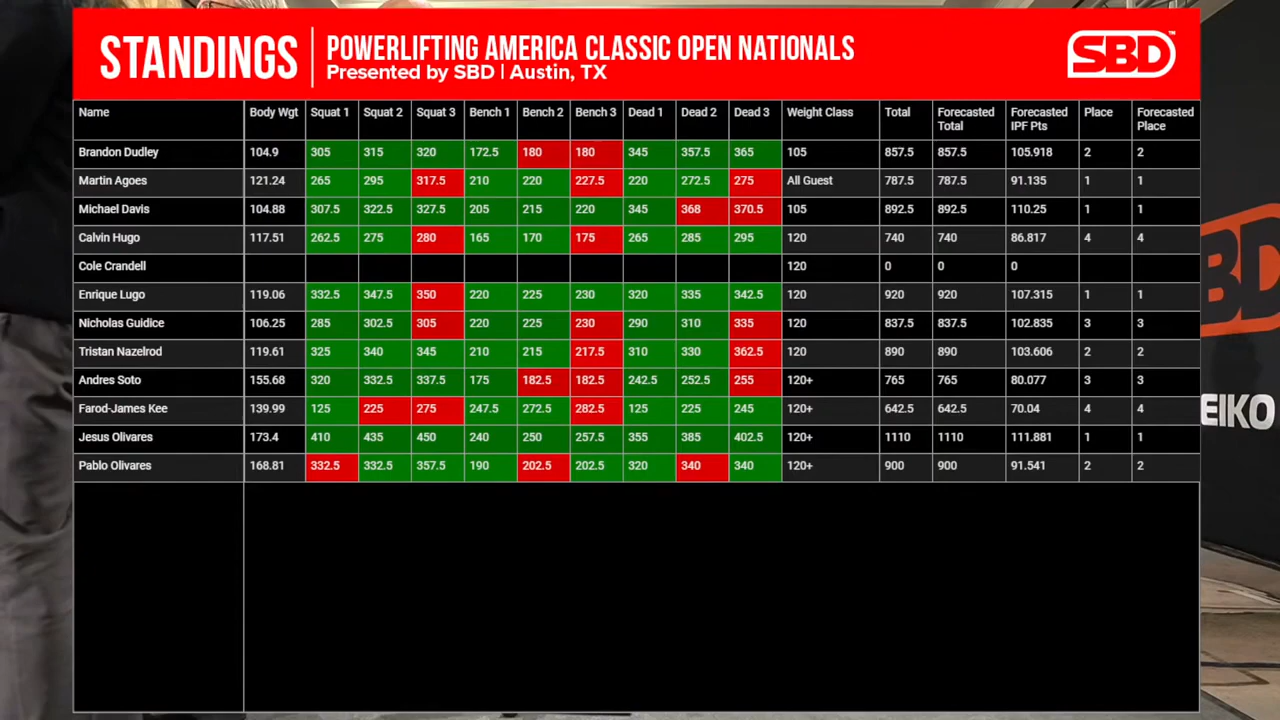 STANDINGS
POWERLIFTING AMERICA CLASSIC OPEN NATIONALS
Presented by SBD | Austin, TX
SBD™
Name Body Wgt Squat 1 Squat 2 Squat 3 Bench 1 Bench 2 Bench 3 Dead 1 Dead 2 Dead 3 Weight Class Total Forecasted Total Forecasted IPF Pts Place Forecasted Place
Brandon Dudley 104.9 305 315 320 172.5 180 180 345 357.5 365 105 857.5 857.5 105.918 2 2
Martin Agoes 121.24 265 295 317.5 210 220 227.5 220 272.5 275 All Guest 787.5 787.5 91.135 1 1
Michael Davis 104.88 307.5 322.5 327.5 205 215 220 345 368 370.5 105 892.5 892.5 110.25 1 1
Calvin Hugo 117.51 262.5 275 280 165 170 175 265 285 295 120 740 740 86.817 4 4
Cole Crandell 120 0 0 0
Enrique Lugo 119.06 332.5 347.5 350 220 225 230 320 335 342.5 120 920 920 107.315 1 1
Nicholas Guidice 106.25 285 302.5 305 220 225 230 290 310 335 120 837.5 837.5 102.835 3 3
Tristan Nazelrod 119.61 325 340 345 210 215 217.5 310 330 362.5 120 890 890 103.606 2 2
Andres Soto 155.68 320 332.5 337.5 175 182.5 182.5 242.5 252.5 255 120+ 765 765 80.077 3 3
Farod-James Kee 139.99 125 225 275 247.5 272.5 282.5 125 225 245 120+ 642.5 642.5 70.04 4 4
Jesus Olivares 173.4 410 435 450 240 250 257.5 355 385 402.5 120+ 1110 1110 111.881 1 1
Pablo Olivares 168.81 332.5 332.5 357.5 190 202.5 202.5 320 340 340 120+ 900 900 91.541 2 2
BD
EIKO